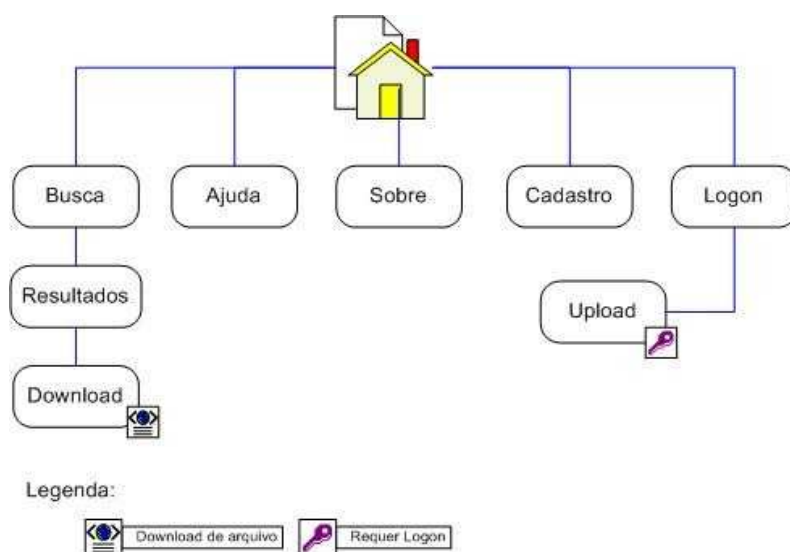 Busca
Ajuda
Sobre
Cadastro
Logon
Resultados
Upload
Download
Legenda:
Download de arquivo
Requer Logon